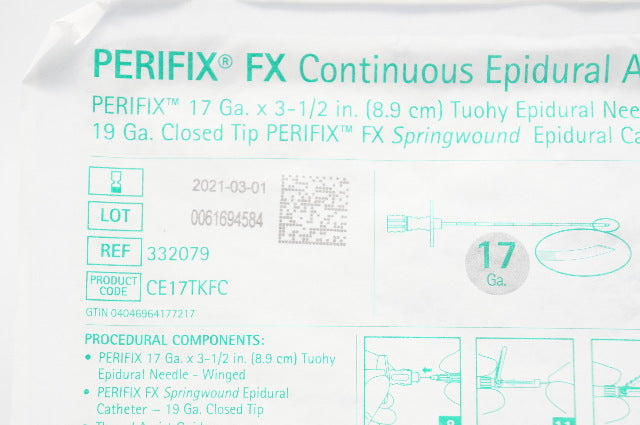 PERIFIX® FX Continuous Epidural A
PERIFIX™ 17 Ga. x 3-1/2 in. (8.9 cm) Tuohy Epidural Nee
19 Ga. Closed Tip PERIFIX™ FX Springwound Epidural Ca
2021-03-01
LOT 0061694584
REF 332079
PRODUCT CODE CE17TKFC
GTIN 04046964177217
17
Ga.
PROCEDURAL COMPONENTS:
• PERIFIX 17 Ga. x 3-1/2 in. (8.9 cm) Tuohy
Epidural Needle - Winged
• PERIFIX FX Springwound Epidural
Catheter – 19 Ga. Closed Tip